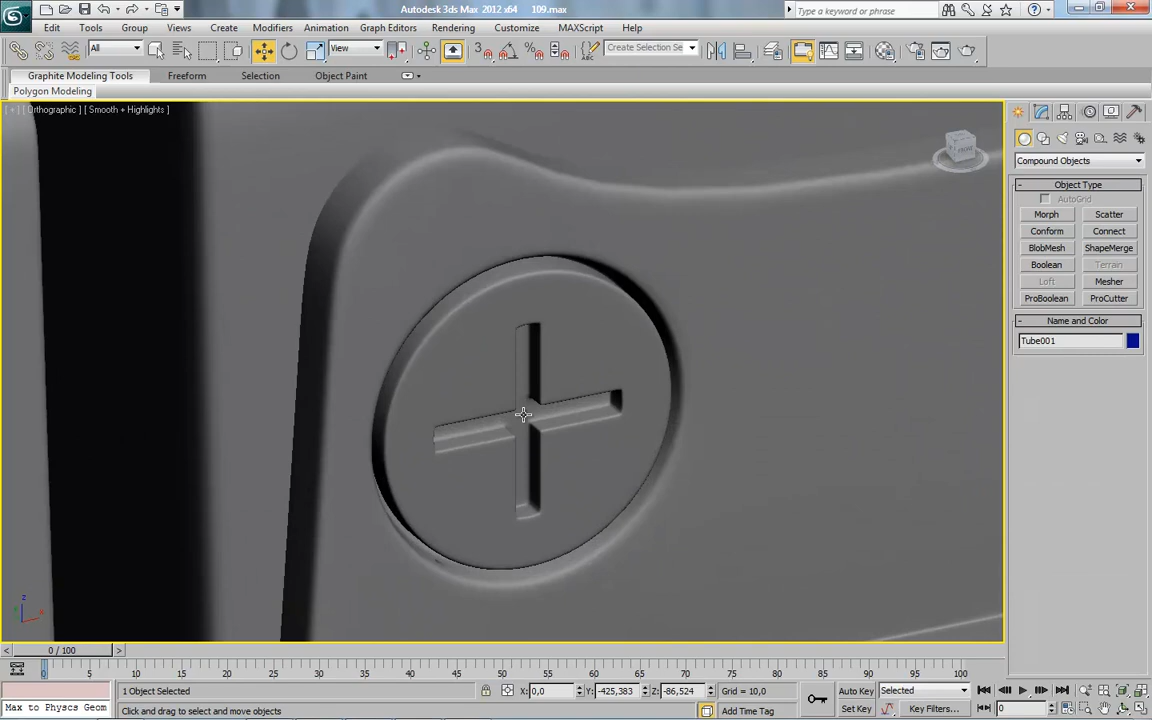 Autodesk 3ds Max 2012 x64 109.max
Type a keyword or phrase
Edit Tools Group Views Create Modifiers Animation Graph Editors Rendering Customize MAXScript Help
All View 3 Create Selection Se
Graphite Modeling Tools Freeform Selection Object Paint
Polygon Modeling
[ + ] [ Orthographic ] [ Smooth + Highlights ]
FRONT
Compound Objects
- Object Type
AutoGrid
Morph Scatter
Conform Connect
BlobMesh ShapeMerge
Boolean Terrain
Loft Mesher
ProBoolean ProCutter
- Name and Color
Tube001
z
x
< 0 / 100 >
0 5 10 15 20 25 30 35 40 45 50 55 60 65 70 75 80 85 90 95 100
1 Object Selected X: 0,0 Y: -425,383 Z: -86,524 Grid = 10,0 Auto Key Selected
Max to Physcs Geom Click and drag to select and move objects Add Time Tag Set Key Key Filters... 0